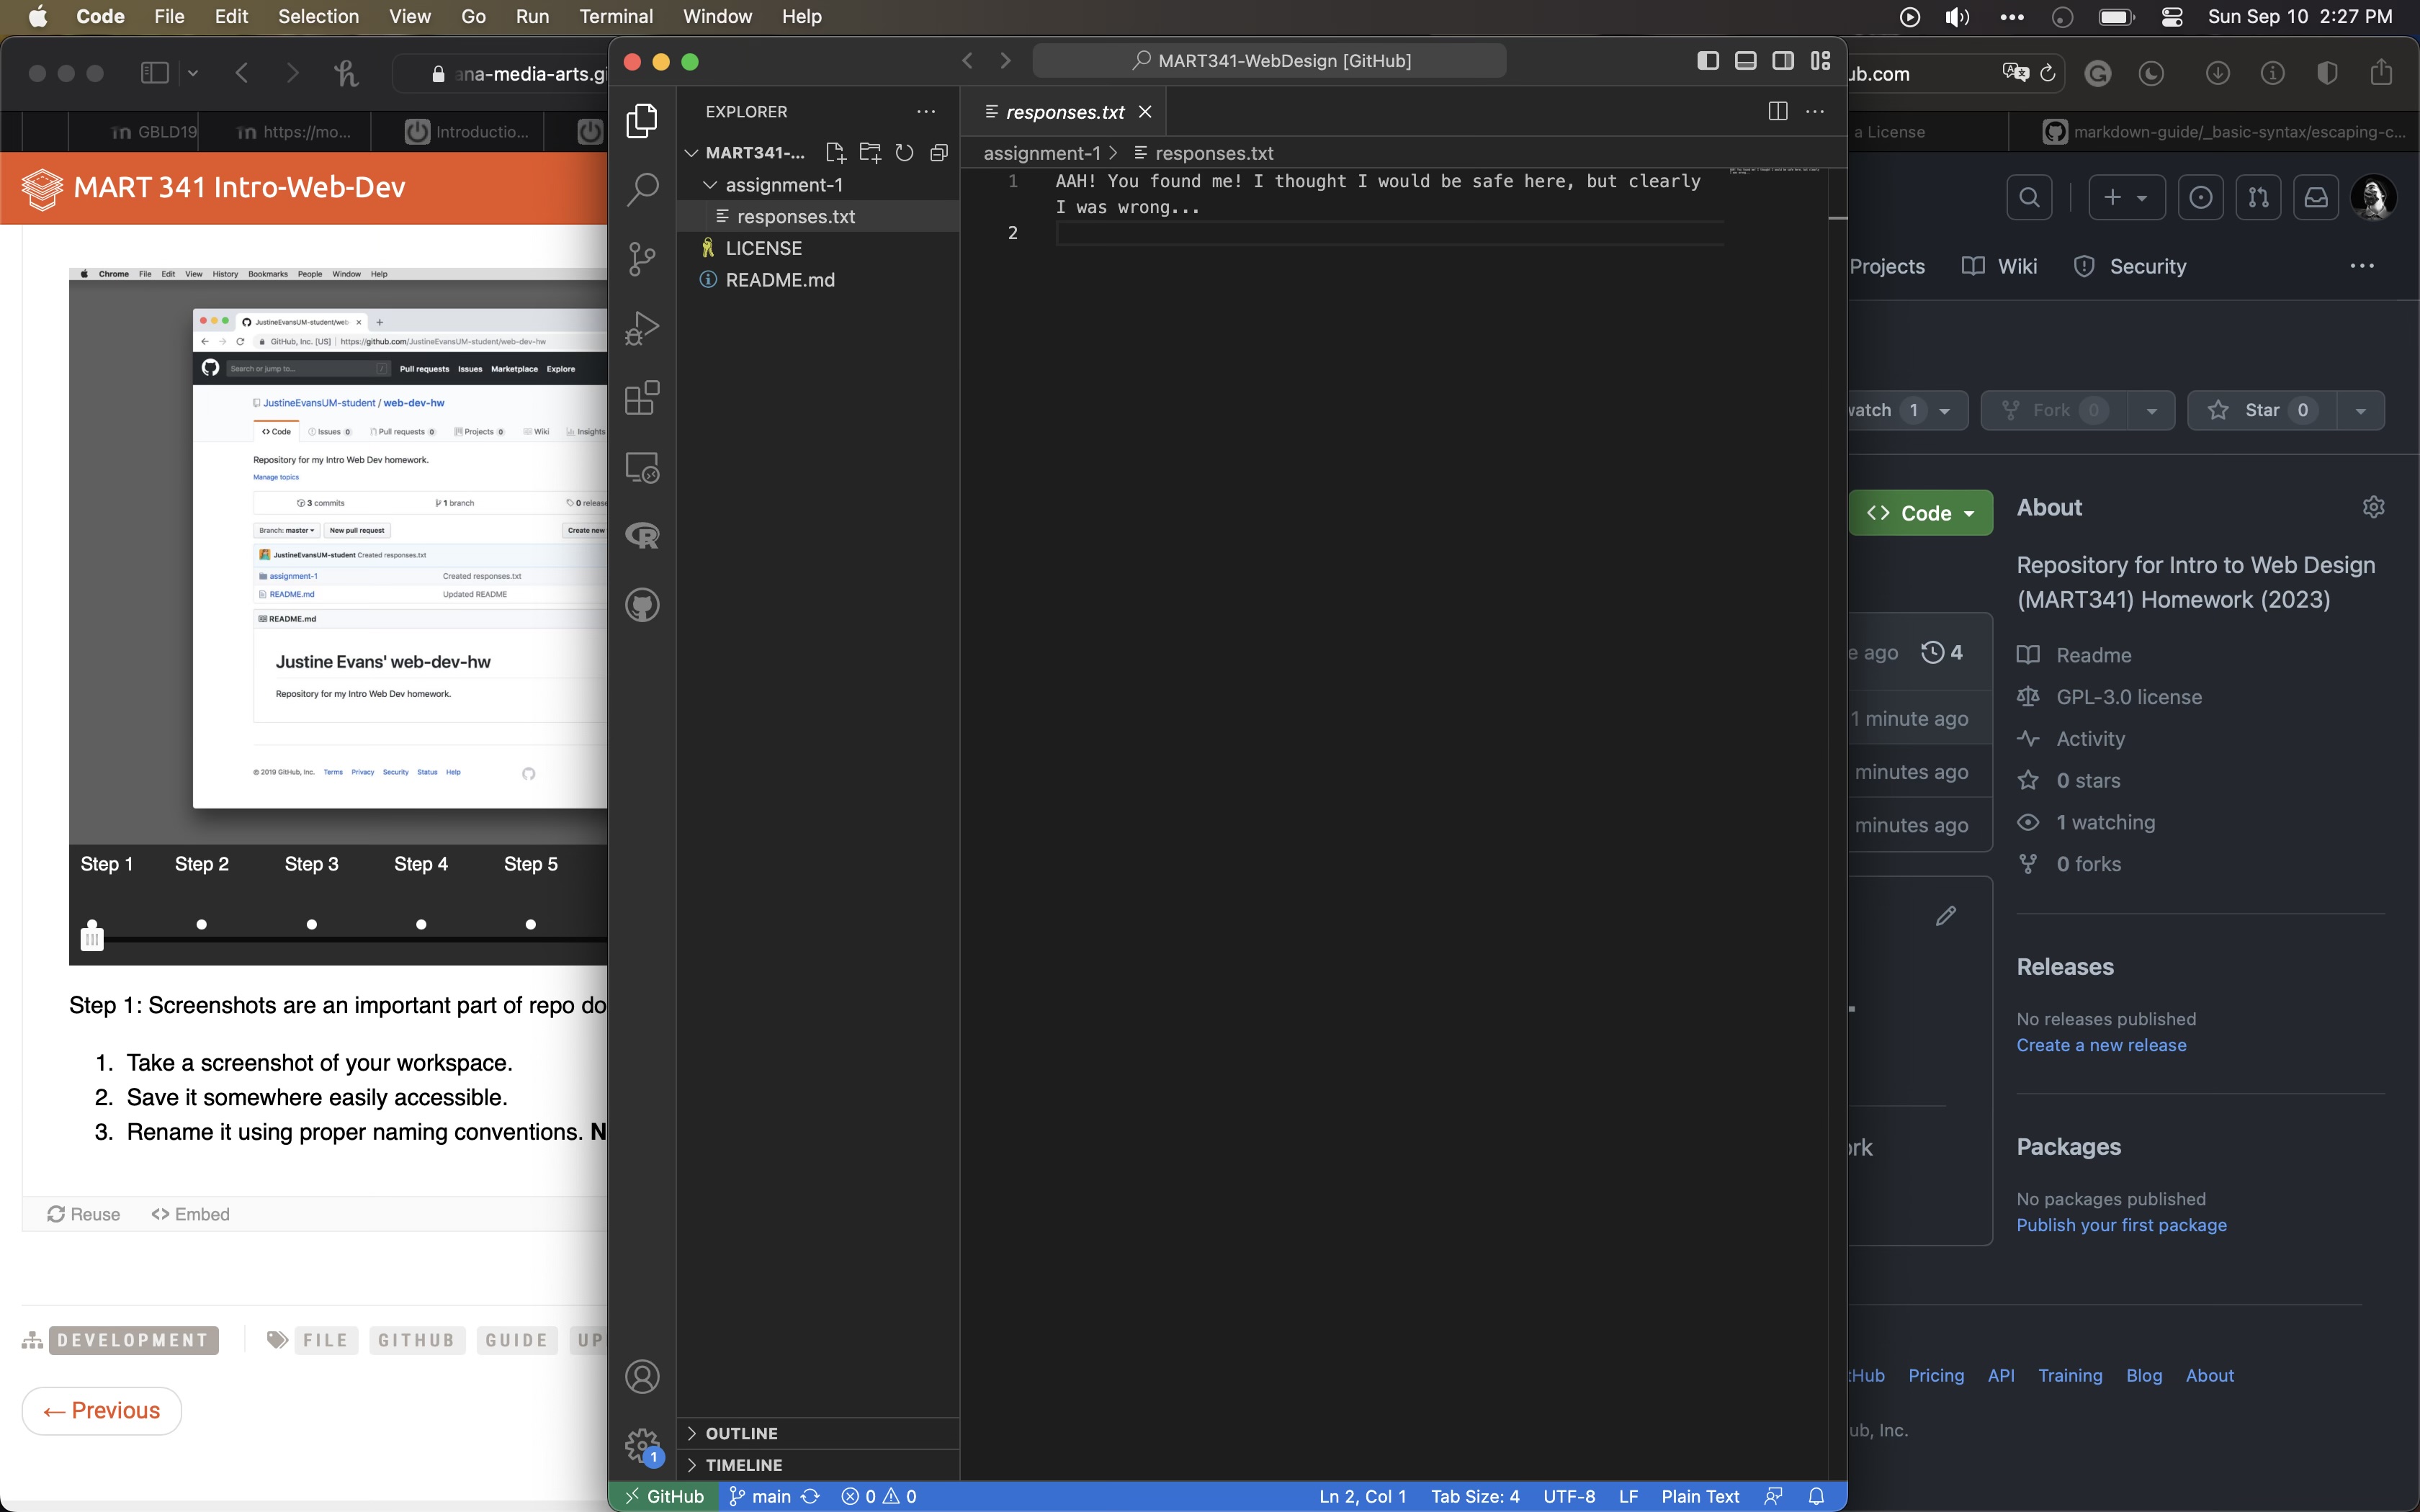 Code File Edit Selection View Go Run Terminal Window Help
Sun Sep 10 2:27 PM
ana-media-arts.gi
GBLD19
https://mo...
Introductio...
MART 341 Intro-Web-Dev
Chrome File Edit View History Bookmarks People Window Help
JustineEvansUM-student/web-
GitHub, Inc. [US] https://github.com/JustineEvansUM-student/web-dev-hw
Search or jump to... Pull requests Issues Marketplace Explore
JustineEvansUM-student / web-dev-hw
Code Issues 0 Pull requests 0 Projects 0 Wiki Insights
Repository for my Intro Web Dev homework.
Manage topics
3 commits 1 branch 0 release
Branch: master New pull request Create new
JustineEvansUM-student Created responses.txt
assignment-1 Created responses.txt
README.md Updated README
README.md
Justine Evans' web-dev-hw
Repository for my Intro Web Dev homework.
© 2019 GitHub, Inc. Terms Privacy Security Status Help
Step 1 Step 2 Step 3 Step 4 Step 5
Step 1: Screenshots are an important part of repo do
1. Take a screenshot of your workspace.
2. Save it somewhere easily accessible.
3. Rename it using proper naming conventions. N
Reuse <> Embed
DEVELOPMENT FILE GITHUB GUIDE UP
← Previous
MART341-WebDesign [GitHub]
EXPLORER
MART341-...
assignment-1
responses.txt
LICENSE
README.md
OUTLINE
TIMELINE
responses.txt
assignment-1 > responses.txt
1 AAH! You found me! I thought I would be safe here, but clearly
I was wrong...
2
1
GitHub main 0 0 Ln 2, Col 1 Tab Size: 4 UTF-8 LF Plain Text
ub.com
a License
markdown-guide/_basic-syntax/escaping-c...
Projects Wiki Security
watch 1 Fork 0 Star 0
<> Code
e ago 4
1 minute ago
minutes ago
minutes ago
rk
About
Repository for Intro to Web Design
(MART341) Homework (2023)
Readme
GPL-3.0 license
Activity
0 stars
1 watching
0 forks
Releases
No releases published
Create a new release
Packages
No packages published
Publish your first package
tHub Pricing API Training Blog About
ub, Inc.